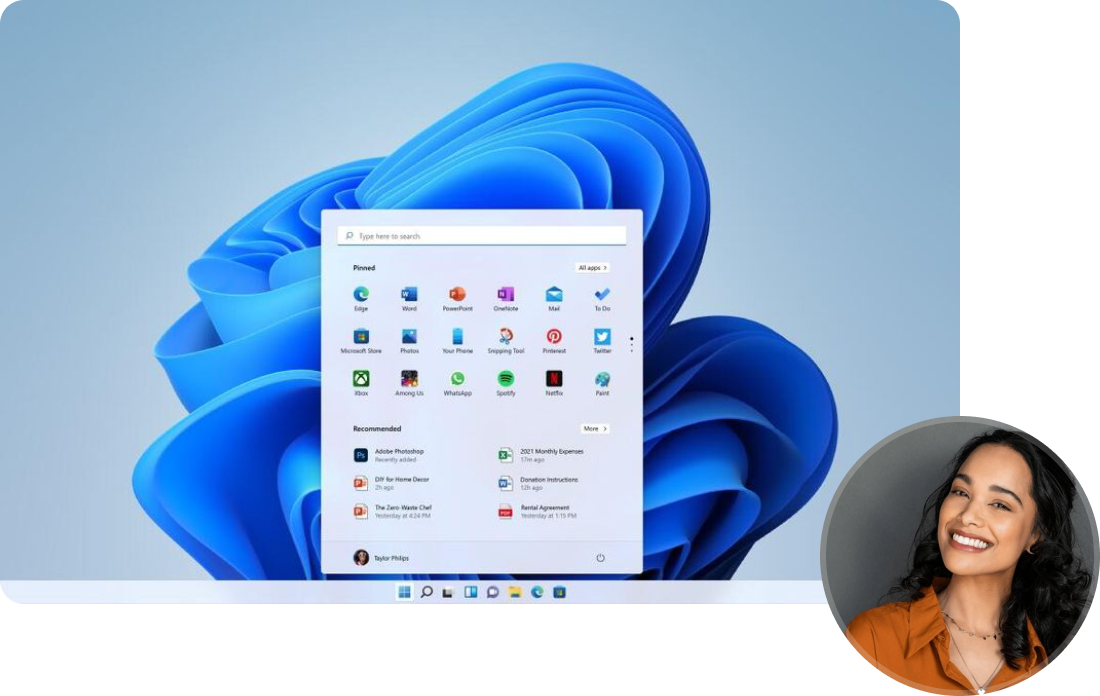 Type here to search
Pinned
All apps >
Edge
Word
PowerPoint
OneNote
Mail
To Do
Microsoft Store
Photos
Your Phone
Snipping Tool
Pinterest
Twitter
Xbox
Among Us
WhatsApp
Spotify
Netflix
Paint
Recommended
More >
Adobe Photoshop
Recently added
2021 Monthly Expenses
17m ago
DIY for Home Decor
2h ago
Donation Instructions
12h ago
The Zero-Waste Chef
Yesterday at 4:24 PM
Rental Agreement
Yesterday at 1:15 PM
Taylor Philips